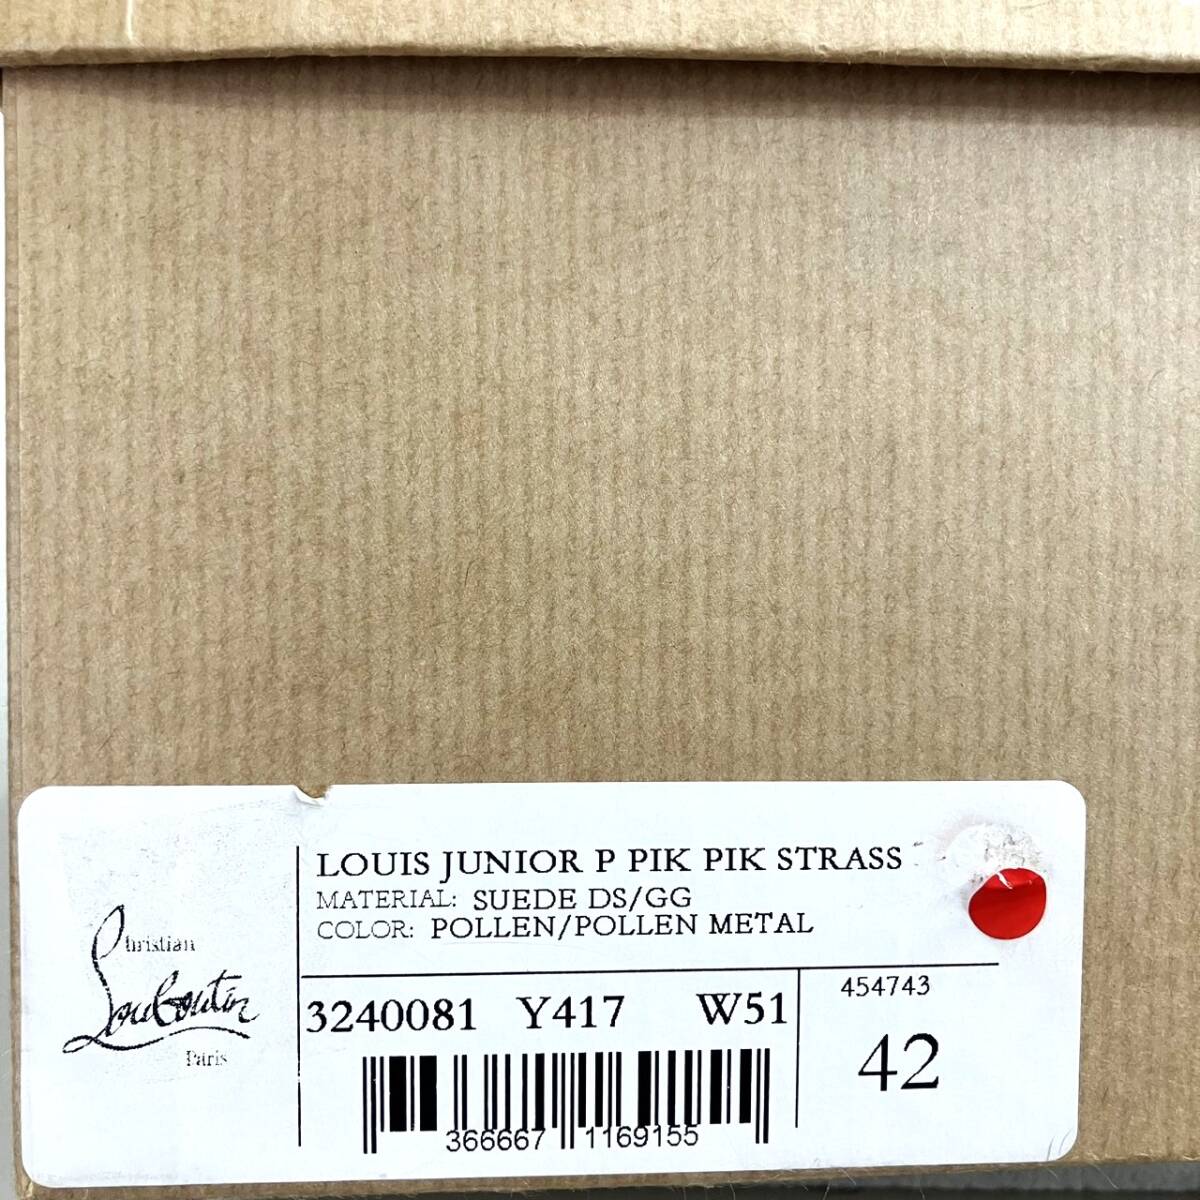 Christian
Louboutin
Paris
LOUIS JUNIOR P PIK PIK STRASS
MATERIAL: SUEDE DS/GG
COLOR: POLLEN/POLLEN METAL
3240081 Y417 W51
454743
42
366667 1169155